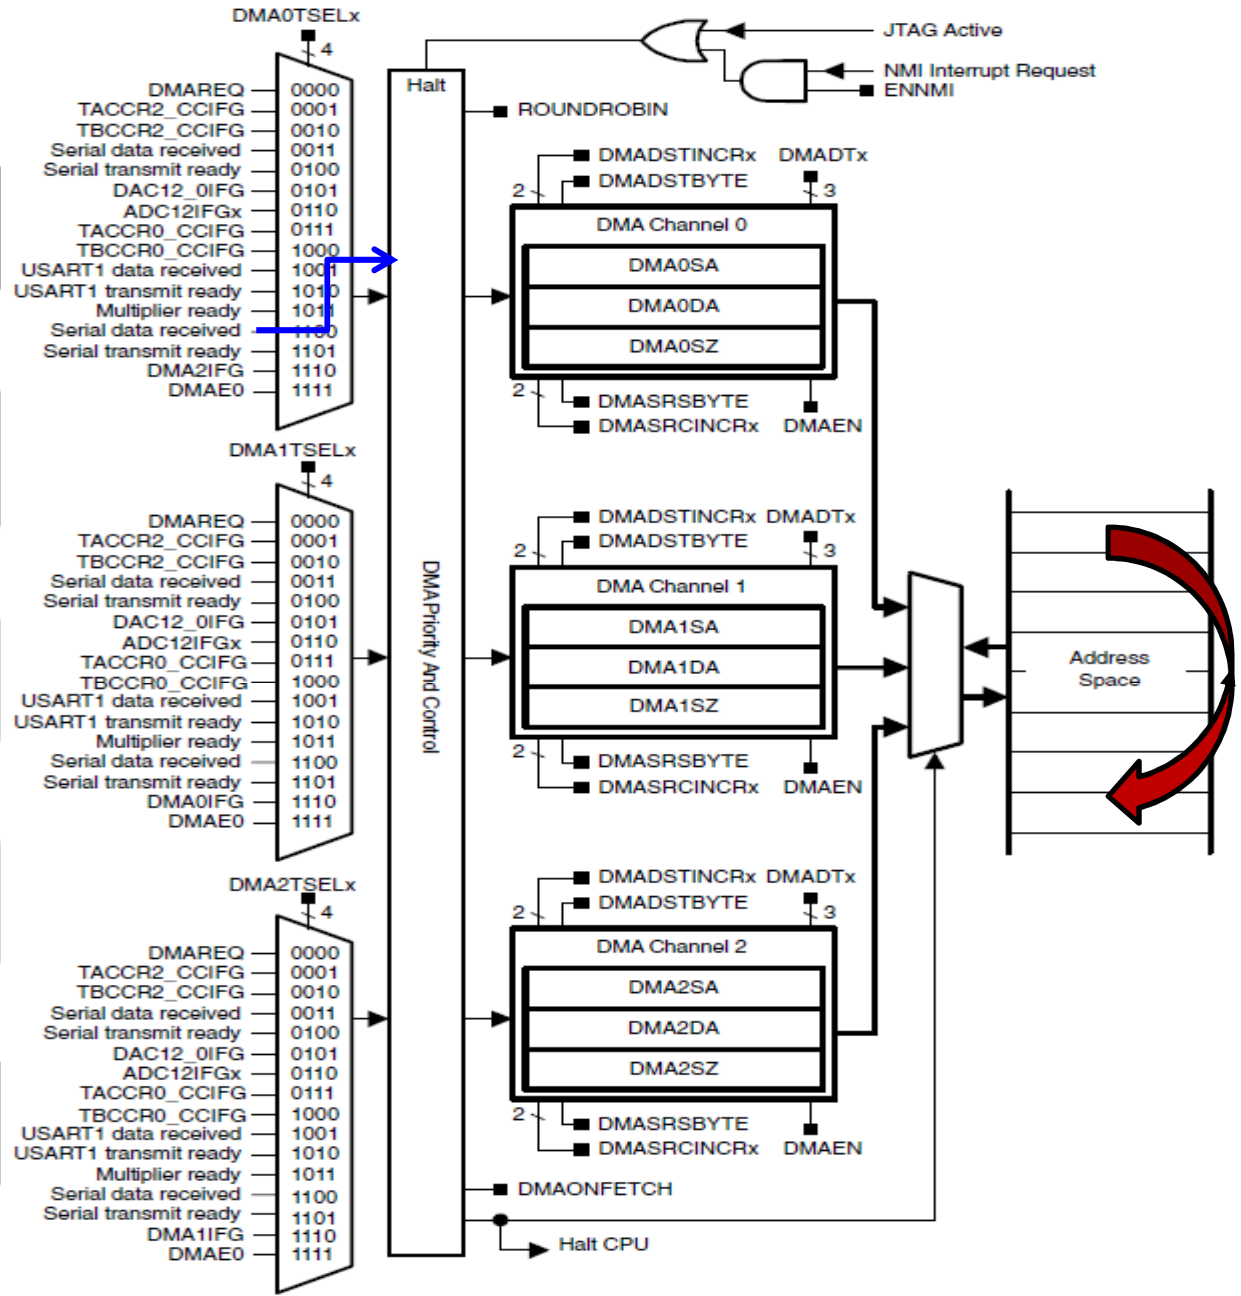 DMA0TSELx
4
DMAREQ 0000
TACCR2_CCIFG 0001
TBCCR2_CCIFG 0010
Serial data received 0011
Serial transmit ready 0100
DAC12_0IFG 0101
ADC12IFGx 0110
TACCR0_CCIFG 0111
TBCCR0_CCIFG 1000
USART1 data received 1001
USART1 transmit ready 1010
Multiplier ready 1011
Serial data received 1100
Serial transmit ready 1101
DMA2IFG 1110
DMAE0 1111
DMA1TSELx
4
DMAREQ 0000
TACCR2_CCIFG 0001
TBCCR2_CCIFG 0010
Serial data received 0011
Serial transmit ready 0100
DAC12_0IFG 0101
ADC12IFGx 0110
TACCR0_CCIFG 0111
TBCCR0_CCIFG 1000
USART1 data received 1001
USART1 transmit ready 1010
Multiplier ready 1011
Serial data received 1100
Serial transmit ready 1101
DMA0IFG 1110
DMAE0 1111
DMA2TSELx
4
DMAREQ 0000
TACCR2_CCIFG 0001
TBCCR2_CCIFG 0010
Serial data received 0011
Serial transmit ready 0100
DAC12_0IFG 0101
ADC12IFGx 0110
TACCR0_CCIFG 0111
TBCCR0_CCIFG 1000
USART1 data received 1001
USART1 transmit ready 1010
Multiplier ready 1011
Serial data received 1100
Serial transmit ready 1101
DMA1IFG 1110
DMAE0 1111
Halt
DMA Priority And Control
JTAG Active
NMI Interrupt Request
ENNMI
ROUNDROBIN
DMADSTINCRx DMADTx
2 DMADSTBYTE 3
DMA Channel 0
DMA0SA
DMA0DA
DMA0SZ
2 DMASRSBYTE
DMASRCINCRx DMAEN
DMADSTINCRx DMADTx
2 DMADSTBYTE 3
DMA Channel 1
DMA1SA
DMA1DA
DMA1SZ
2 DMASRSBYTE
DMASRCINCRx DMAEN
DMADSTINCRx DMADTx
2 DMADSTBYTE 3
DMA Channel 2
DMA2SA
DMA2DA
DMA2SZ
2 DMASRSBYTE
DMASRCINCRx DMAEN
DMAONFETCH
Halt CPU
Address
Space